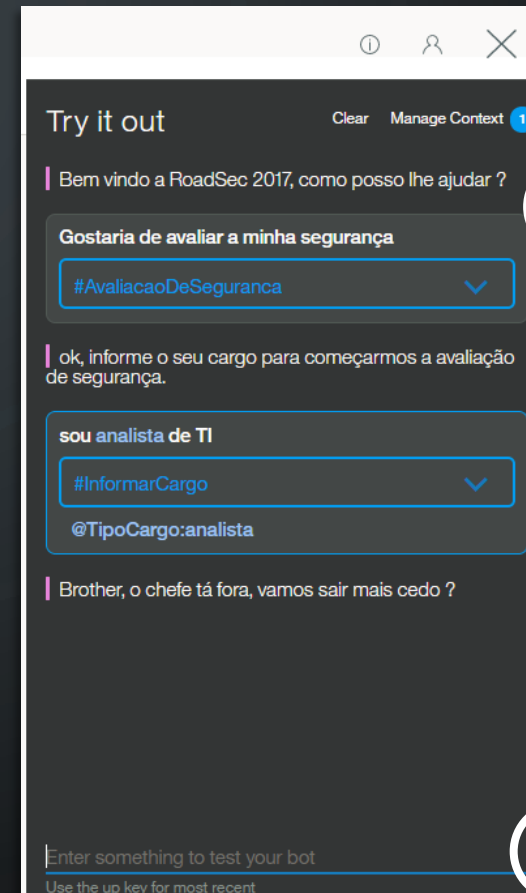 Try it out
Clear
Manage Context
1
Bem vindo a RoadSec 2017, como posso lhe ajudar ?
Gostaria de avaliar a minha segurança
#AvaliacaoDeSeguranca
ok, informe o seu cargo para começarmos a avaliação
de segurança.
sou analista de TI
#InformarCargo
@TipoCargo:analista
Brother, o chefe tá fora, vamos sair mais cedo ?
Enter something to test your bot
Use the up key for most recent